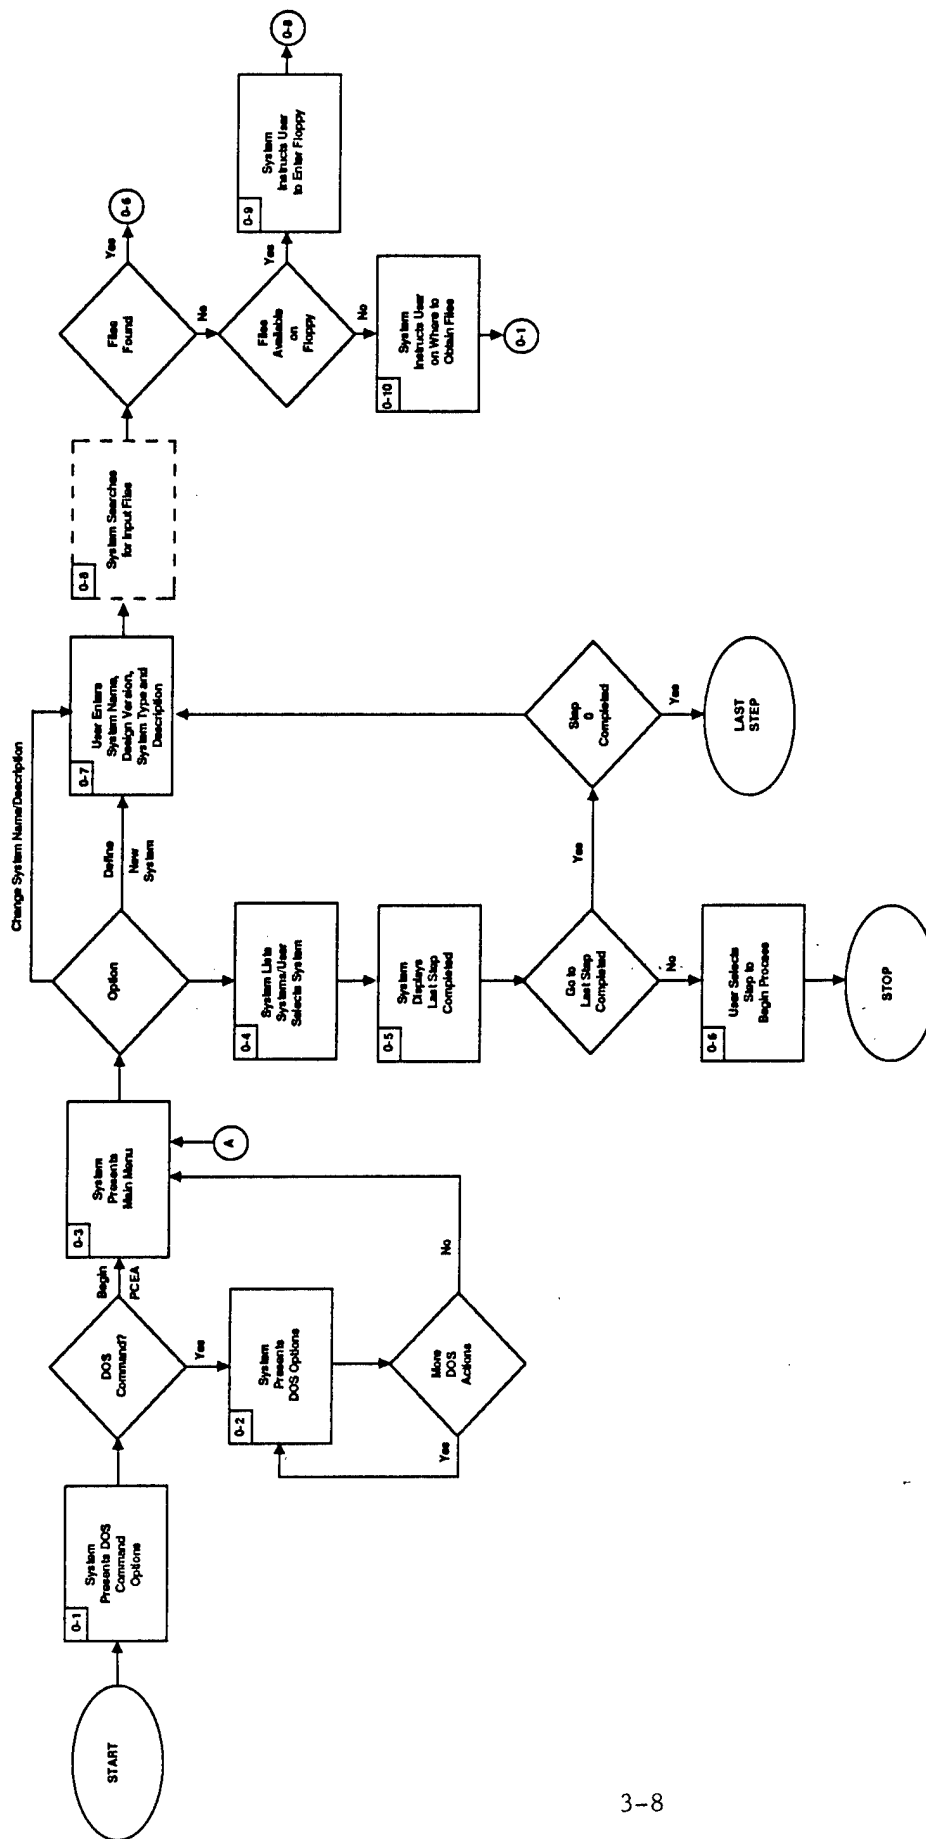 START
0-1
System
Presents DOS
Command
Options
DOS
Command?
Begin
PCEA
Yes
0-2
System
Presents
DOS Options
More
DOS
Actions
Yes
No
0-3
System
Presents
Main Menu
A
Option
Change System Name/Description
Define
New
System
0-4
System Lists
Systems/User
Selects System
0-5
System
Displays
Last Step
Completed
Go to
Last Step
Completed
No
Yes
0-6
User Selects
Step to
Begin Process
STOP
Step
0
Completed
Yes
LAST
STEP
0-7
User Enters
System Name,
Design Version,
System Type and
Description
0-8
System Searches
for Input Files
Files
Found
Yes
0-6
No
Files
Available
on
Floppy
Yes
0-9
System
Instructs User
to Enter Floppy
0-8
No
0-10
System
Instructs User
on Where to
Obtain Files
0-1
3-8